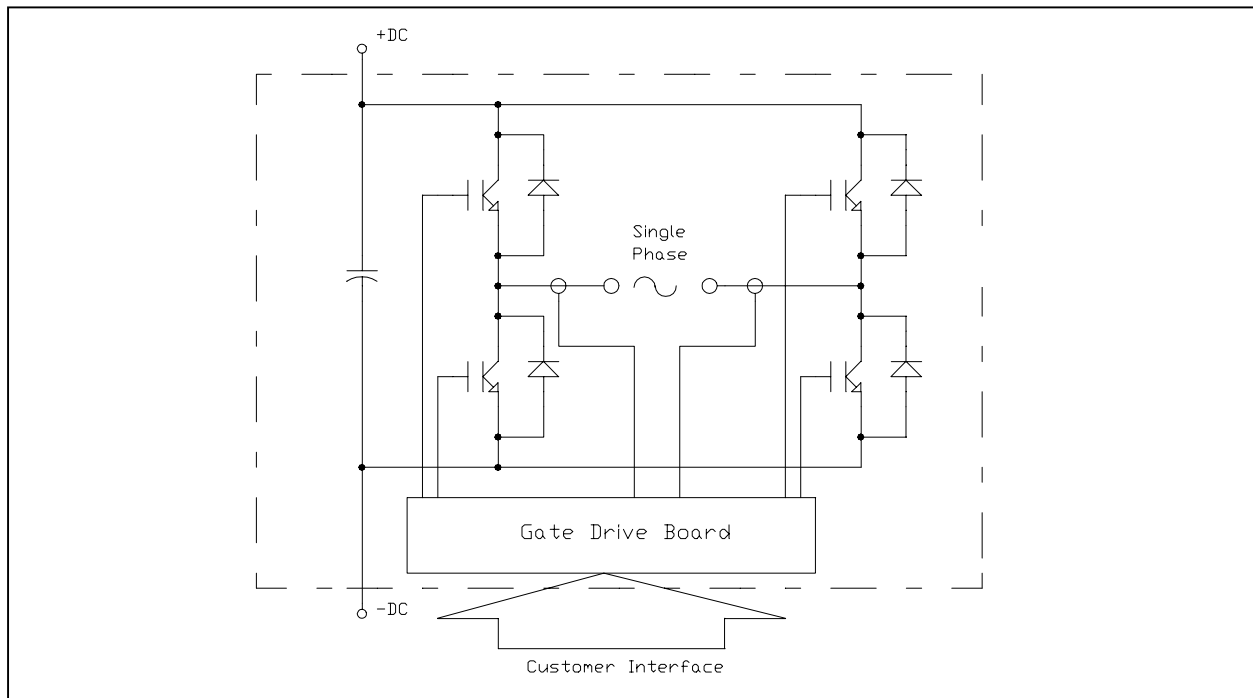 +DC
Single
Phase
Gate Drive Board
-DC
Customer Interface